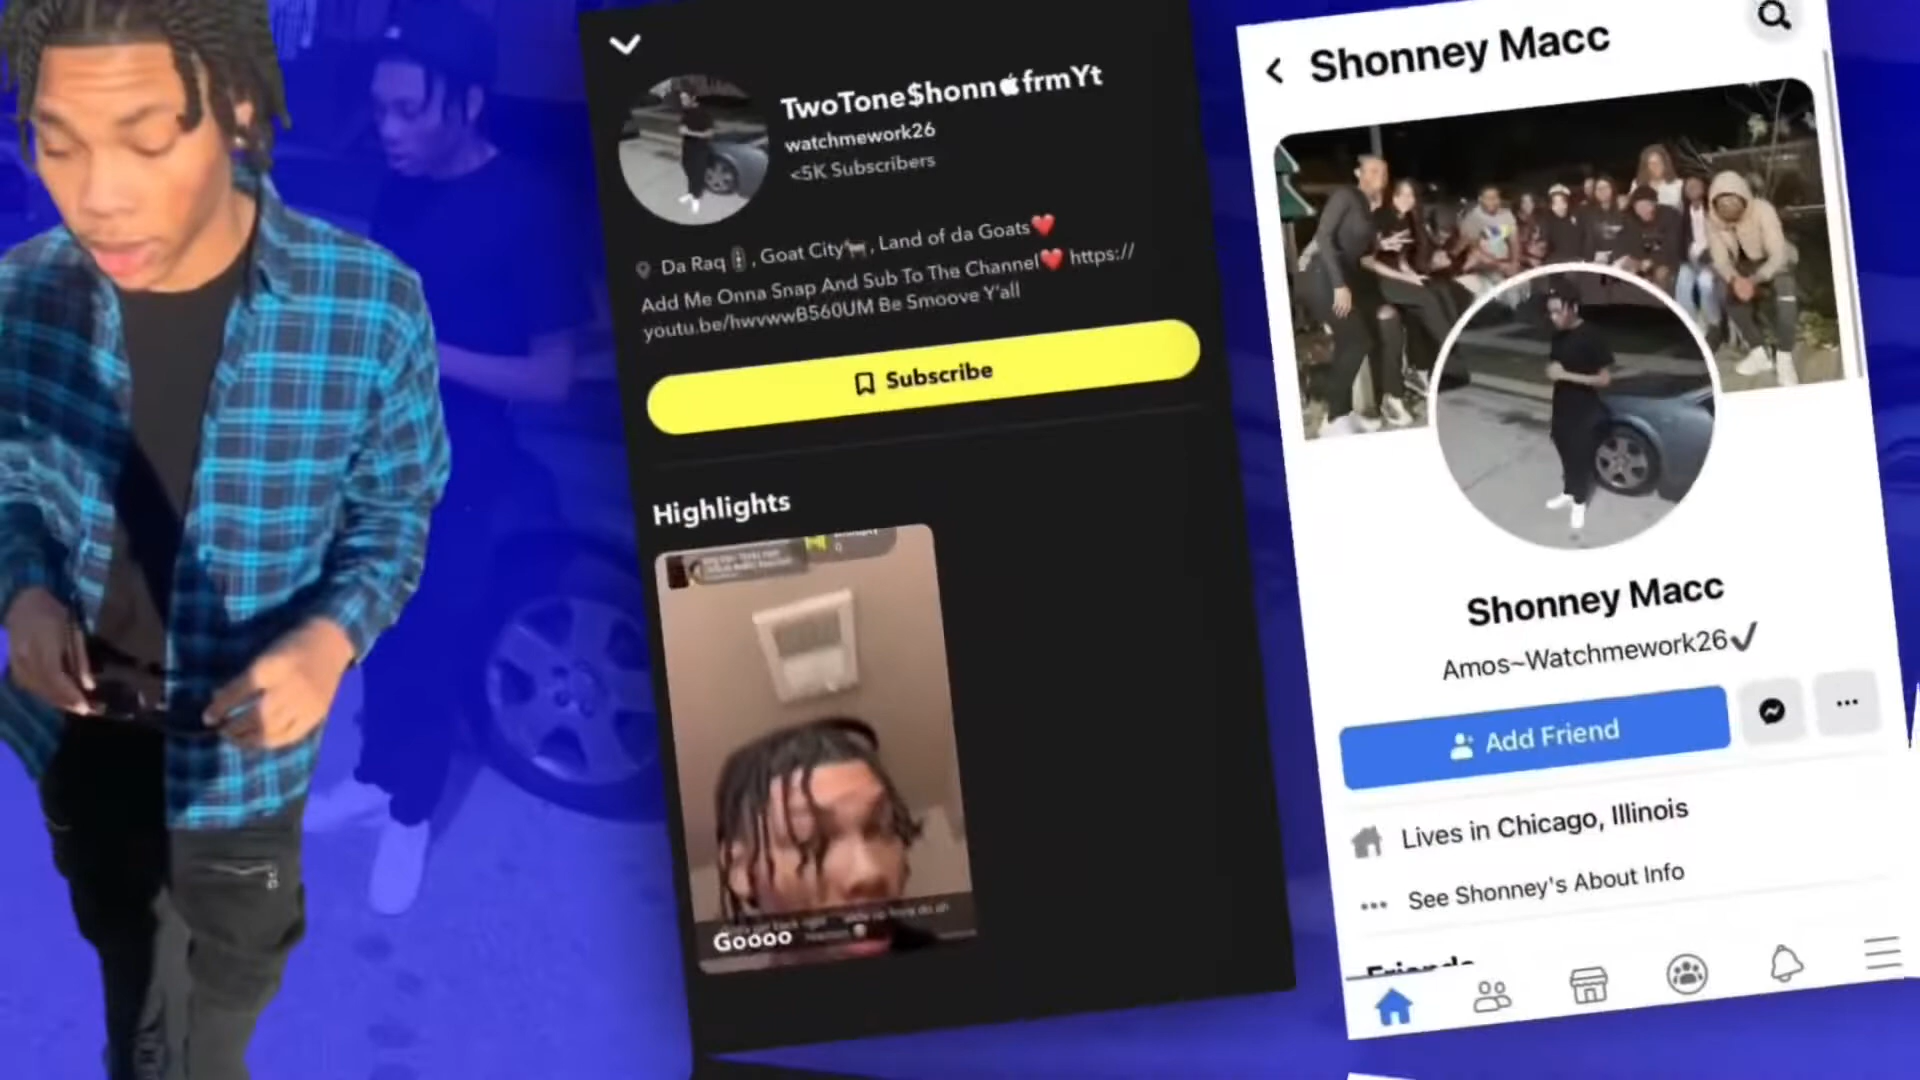 TwoTone$honn🍎frmYt
watchmework26
<5K Subscribers
Da Raq🚦, Goat City🐐, Land of da Goats❤️
Add Me Onna Snap And Sub To The Channel❤️ https://
youtu.be/hwvwwB560UM Be Smoove Y'all
Subscribe
Highlights
Goooo
Shonney Macc
Shonney Macc
Amos~Watchmework26✓
Add Friend
Lives in Chicago, Illinois
See Shonney's About Info
Friends